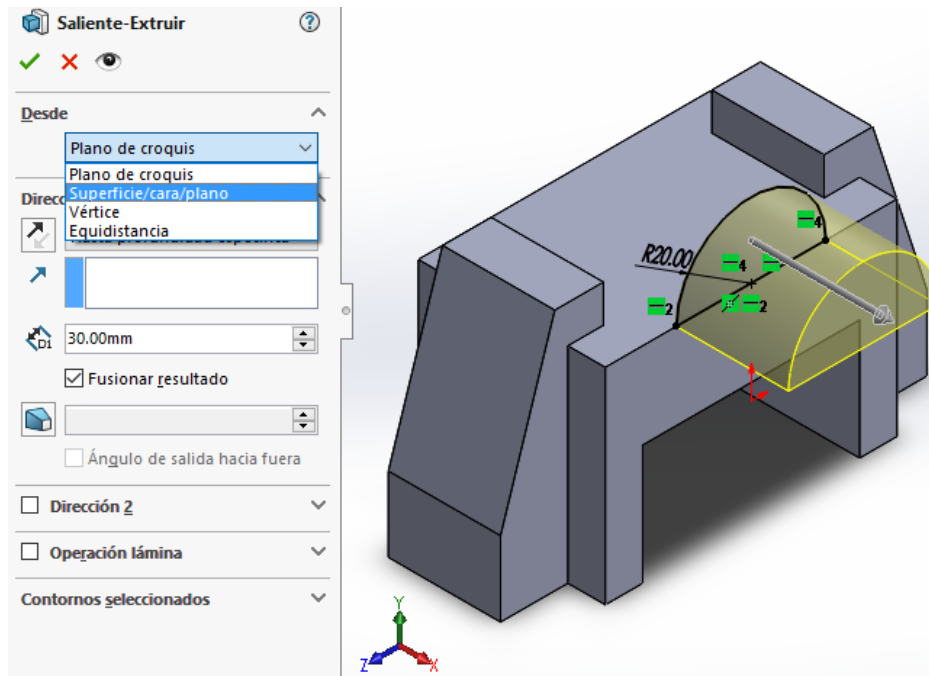 Saliente-Extruir
Desde
Plano de croquis
Plano de croquis
Superficie/cara/plano
Vértice
Equidistancia
D1
30.00mm
Fusionar resultado
Ángulo de salida hacia fuera
Dirección 2
Operación lámina
Contornos seleccionados
R20.00
4
4
2
2
Y
Z
X